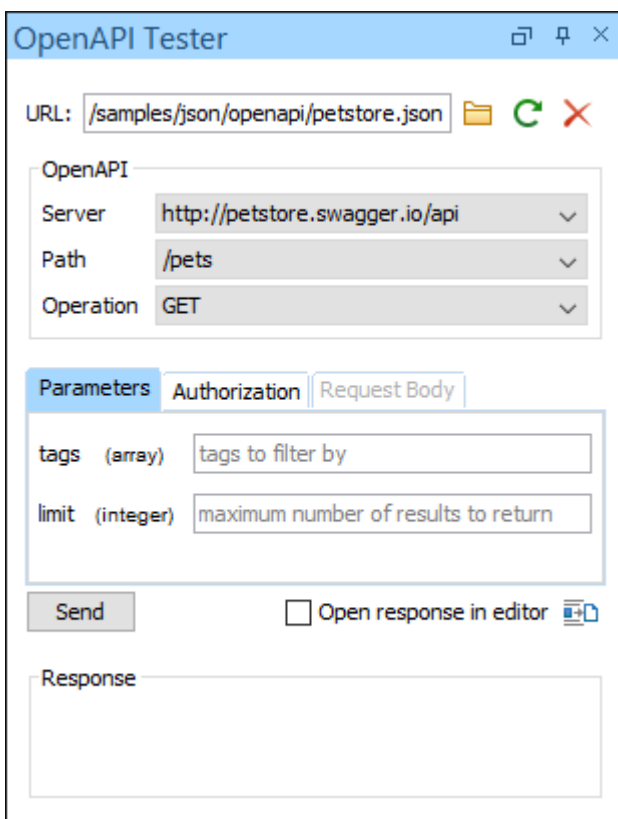 OpenAPI Tester
URL: /samples/json/openapi/petstore.json
OpenAPI
Server http://petstore.swagger.io/api
Path /pets
Operation GET
Parameters Authorization Request Body
tags (array) tags to filter by
limit (integer) maximum number of results to return
Send Open response in editor
Response